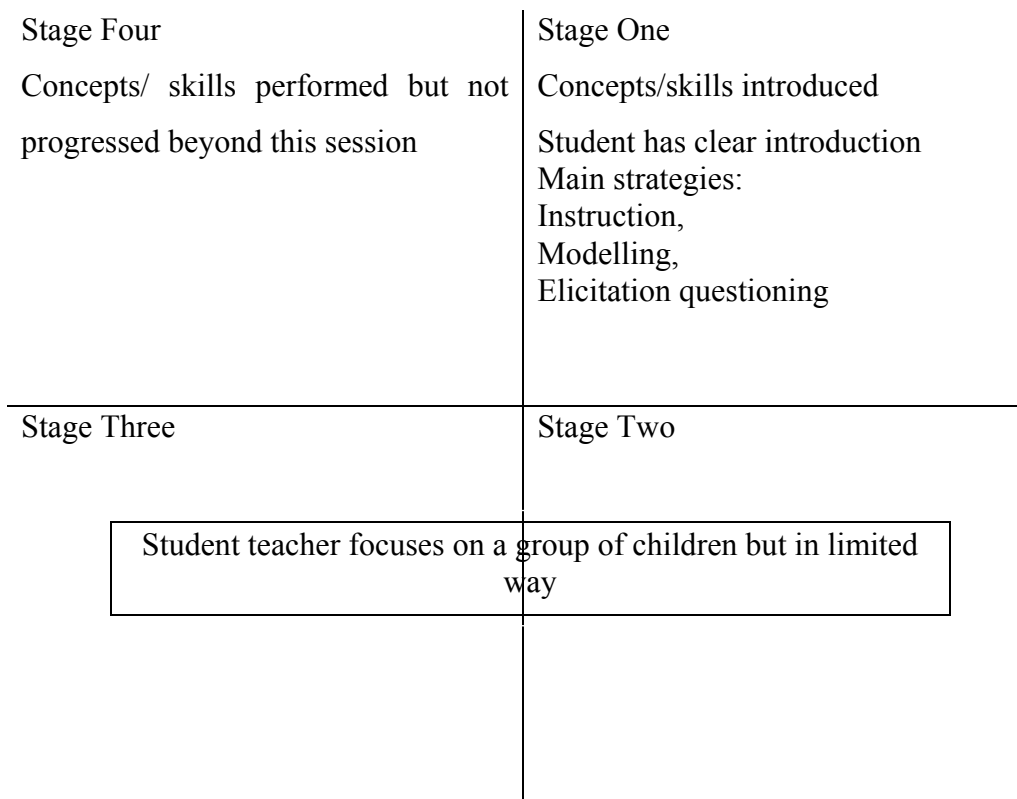 Stage Four
Concepts/ skills performed but not
progressed beyond this session
Stage One
Concepts/skills introduced
Student has clear introduction
Main strategies:
Instruction,
Modelling,
Elicitation questioning
Stage Three
Stage Two
Student teacher focuses on a group of children but in limited
way